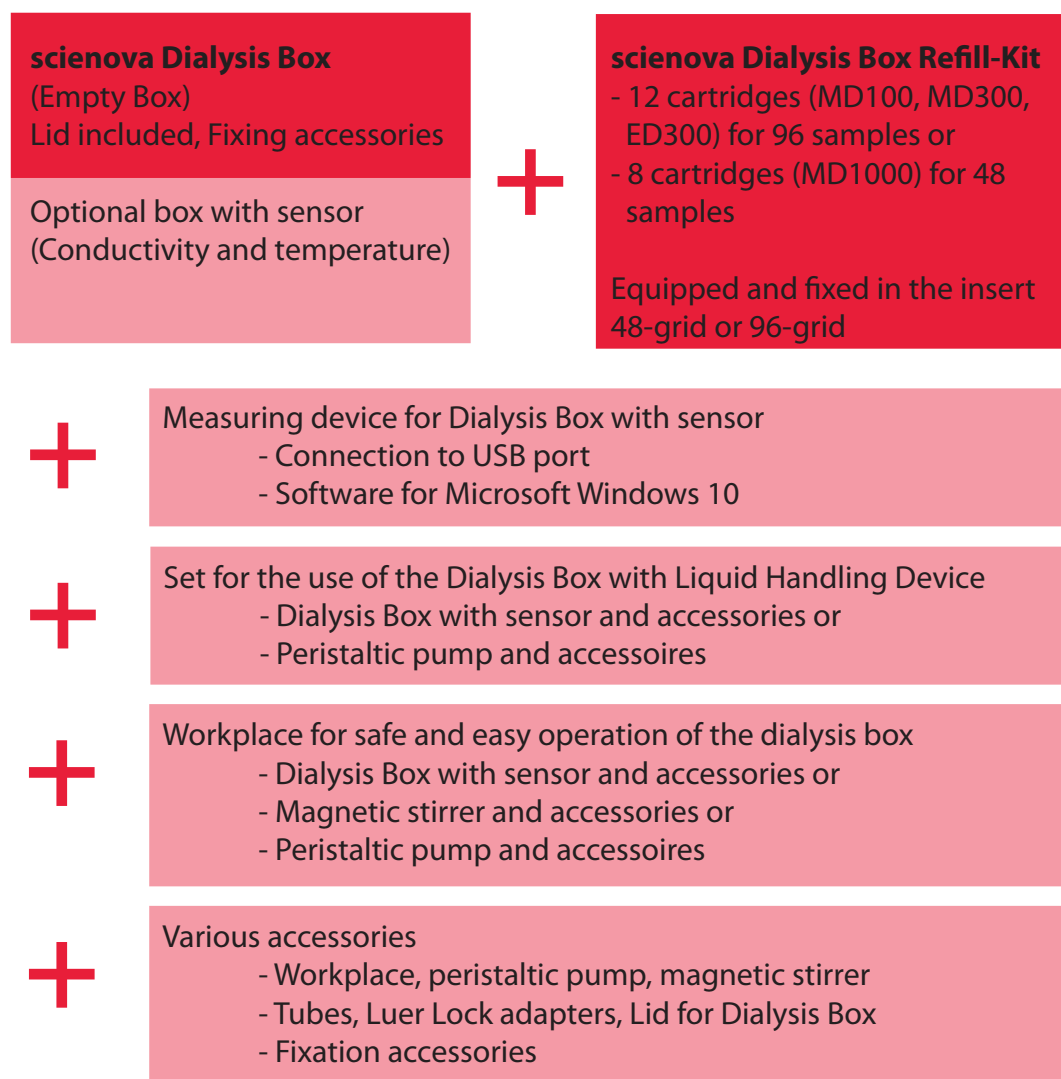 scienova Dialysis Box
(Empty Box)
Lid included, Fixing accessories
Optional box with sensor
(Conductivity and temperature)
scienova Dialysis Box Refill-Kit
- 12 cartridges (MD100, MD300,
ED300) for 96 samples or
- 8 cartridges (MD1000) for 48
samples
Equipped and fixed in the insert
48-grid or 96-grid
Measuring device for Dialysis Box with sensor
- Connection to USB port
- Software for Microsoft Windows 10
Set for the use of the Dialysis Box with Liquid Handling Device
- Dialysis Box with sensor and accessories or
- Peristaltic pump and accessoires
Workplace for safe and easy operation of the dialysis box
- Dialysis Box with sensor and accessories or
- Magnetic stirrer and accessories or
- Peristaltic pump and accessoires
Various accessories
- Workplace, peristaltic pump, magnetic stirrer
- Tubes, Luer Lock adapters, Lid for Dialysis Box
- Fixation accessories